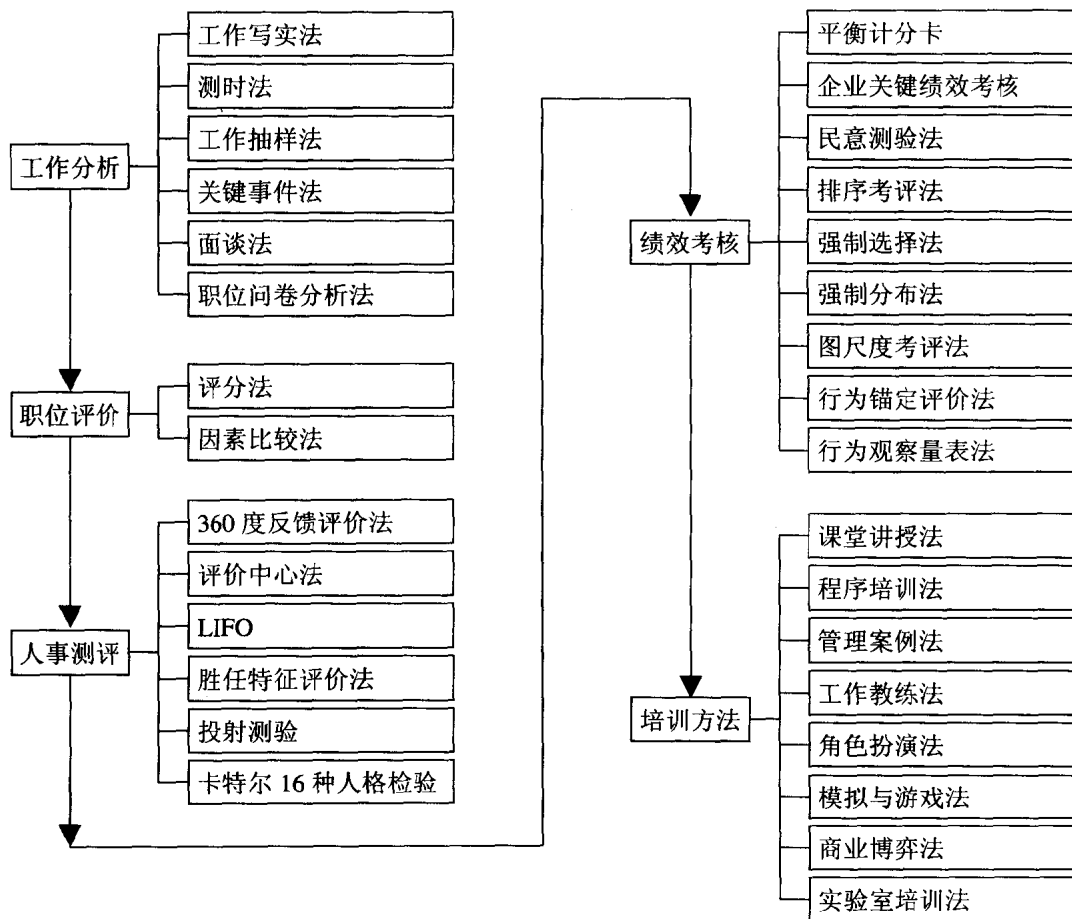 工作分析
工作写实法
测时法
工作抽样法
关键事件法
面谈法
职位问卷分析法
职位评价
评分法
因素比较法
人事测评
360 度反馈评价法
评价中心法
LIFO
胜任特征评价法
投射测验
卡特尔 16 种人格检验
绩效考核
平衡计分卡
企业关键绩效考核
民意测验法
排序考评法
强制选择法
强制分布法
图尺度考评法
行为锚定评价法
行为观察量表法
培训方法
课堂讲授法
程序培训法
管理案例法
工作教练法
角色扮演法
模拟与游戏法
商业博弈法
实验室培训法